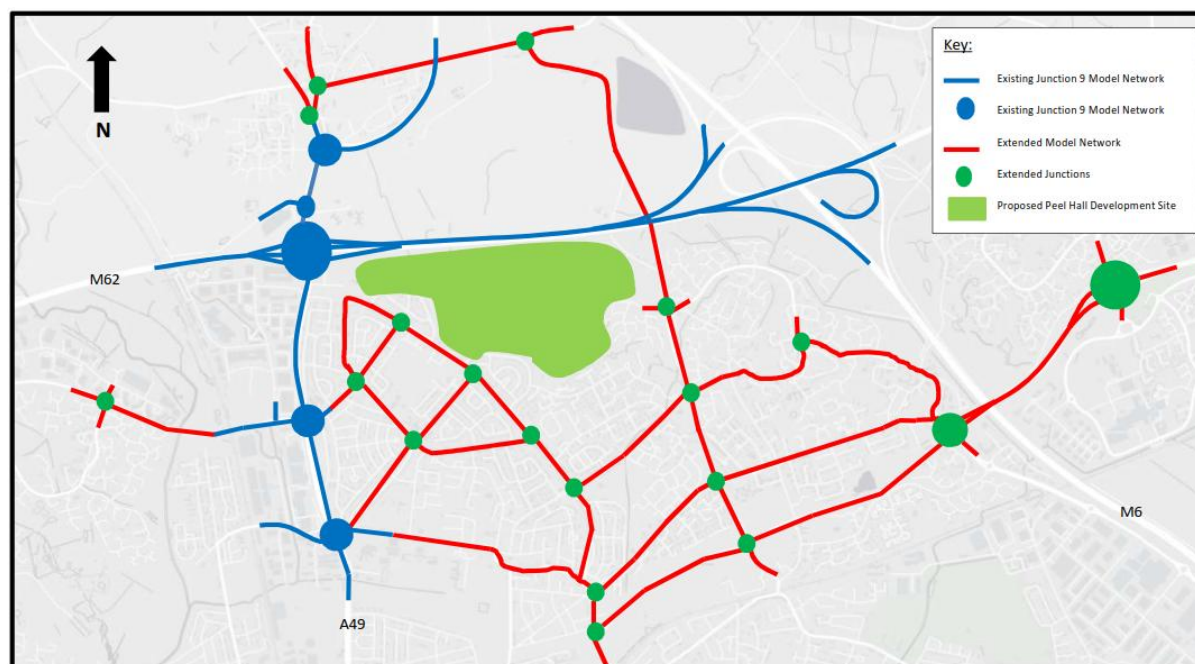 N
Key:
Existing Junction 9 Model Network
Existing Junction 9 Model Network
Extended Model Network
Extended Junctions
Proposed Peel Hall Development Site
M62
M6
A49